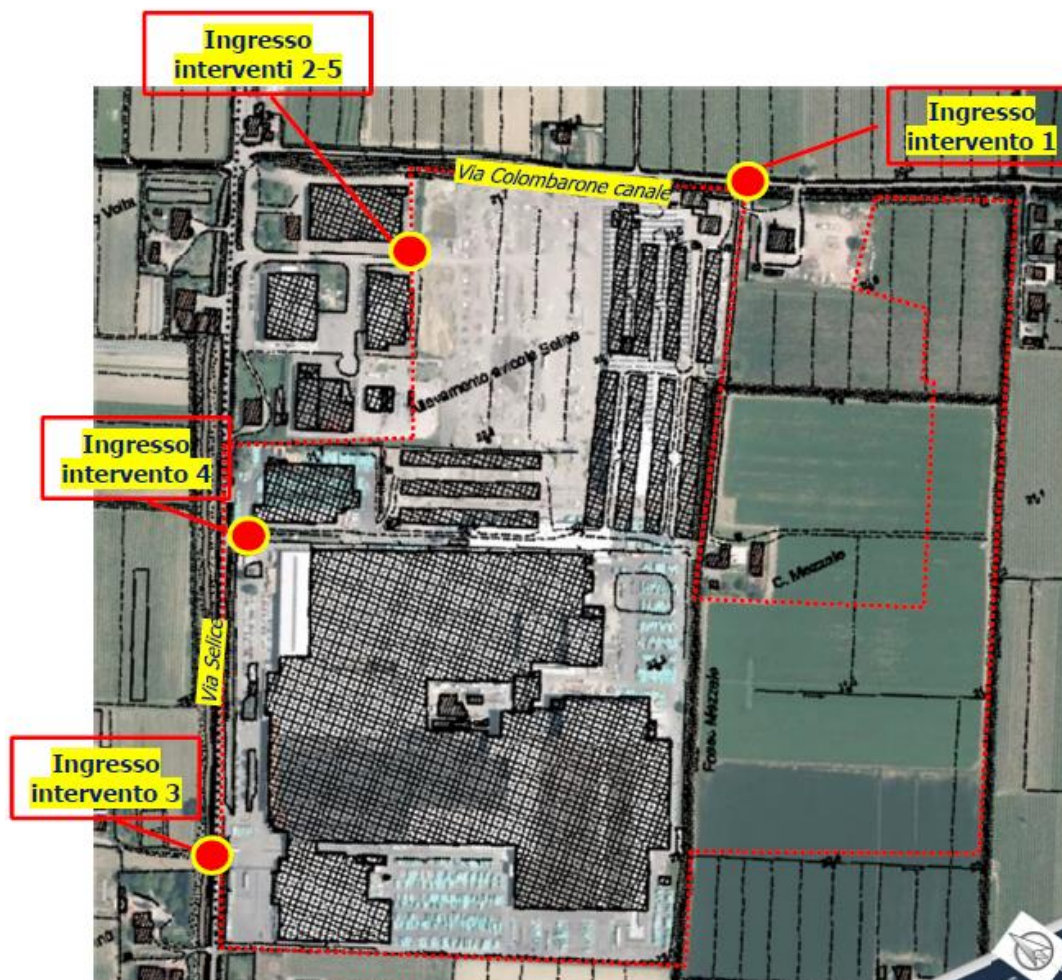 Ingresso
interventi 2-5
Ingresso
intervento 1
Via Colombarone canale
Ingresso
intervento 4
C. Mezzale
Via Selice
Fosso Mezzale
Ingresso
intervento 3